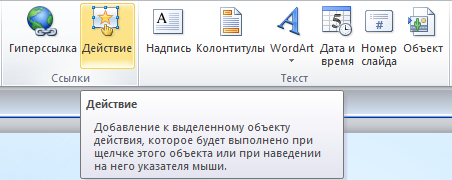 Гиперссылка Действие Надпись Колонтитулы WordArt Дата и время Номер слайда Объект
Ссылки Текст
Действие
Добавление к выделенному объекту
действия, которое будет выполнено при
щелчке этого объекта или при наведении
на него указателя мыши.